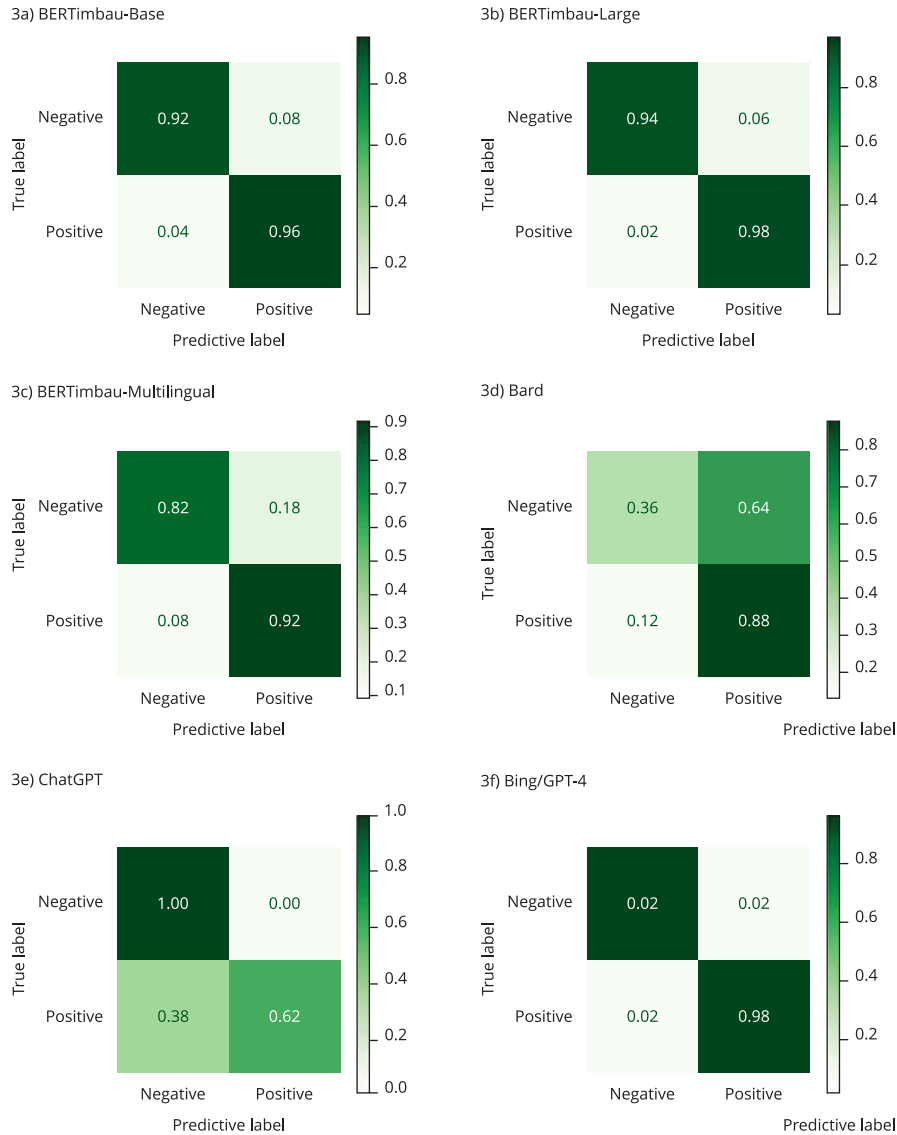 3a) BERTimbau-Base
0.8
0.6
0.4
0.2
True label
Negative
Positive
0.92
0.08
0.04
0.96
Negative
Positive
Predictive label
3b) BERTimbau-Large
0.8
0.6
0.4
0.2
True label
Negative
Positive
0.94
0.06
0.02
0.98
Negative
Positive
Predictive label
3c) BERTimbau-Multilingual
0.9
0.8
0.7
0.6
0.5
0.4
0.3
0.2
0.1
True label
Negative
Positive
0.82
0.18
0.08
0.92
Negative
Positive
Predictive label
3d) Bard
0.8
0.7
0.6
0.5
0.4
0.3
0.2
True label
Negative
Positive
0.36
0.64
0.12
0.88
Negative
Positive
Predictive label
3e) ChatGPT
1.0
0.8
0.6
0.4
0.2
0.0
True label
Negative
Positive
1.00
0.00
0.38
0.62
Negative
Positive
Predictive label
3f) Bing/GPT-4
0.8
0.6
0.4
0.2
True label
Negative
Positive
0.02
0.02
0.02
0.98
Negative
Positive
Predictive label